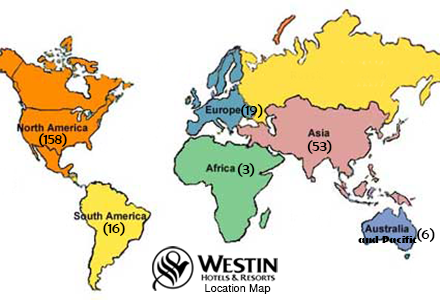 Europe (19)
North America
(158)
Asia
(53)
Africa (3)
South America
(16)
Australia
and Pacific (6)
WESTIN
HOTELS & RESORTS
Location Map